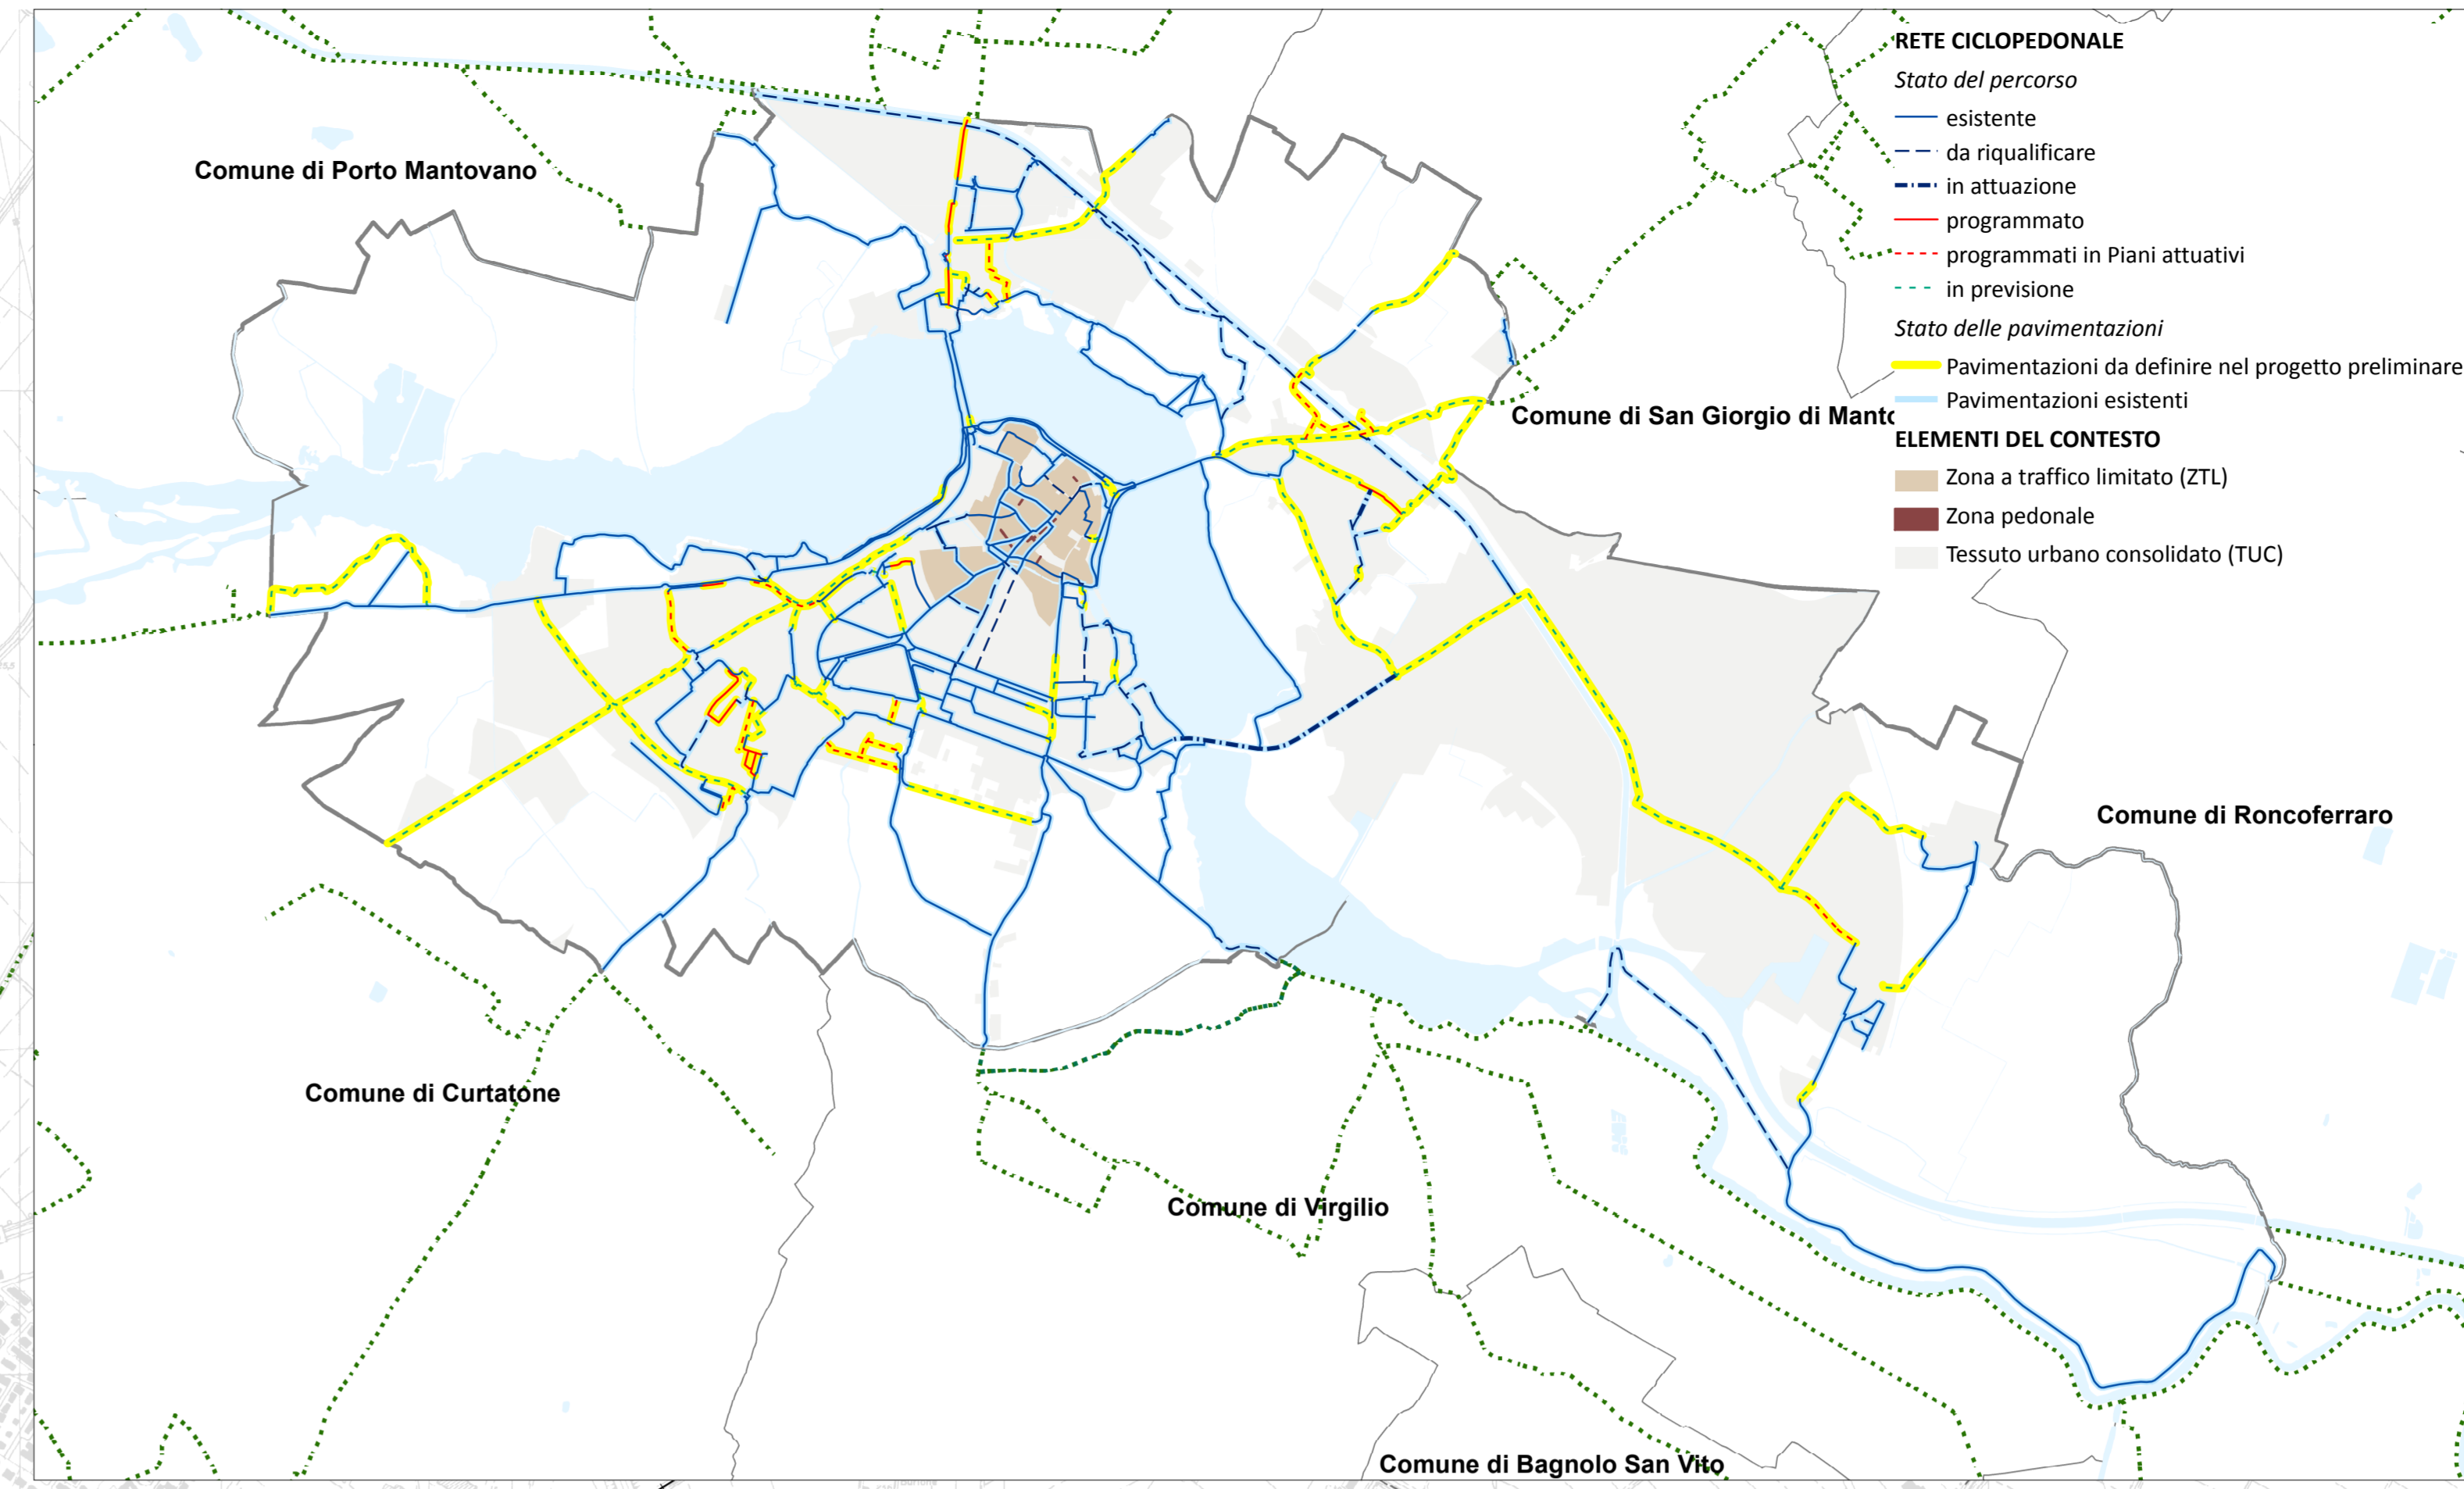 RETE CICLOPEDONALE
Stato del percorso
esistente
da riqualificare
in attuazione
programmato
programmati in Piani attuativi
in previsione
Stato delle pavimentazioni
Pavimentazioni da definire nel progetto preliminare
Pavimentazioni esistenti
ELEMENTI DEL CONTESTO
Zona a traffico limitato (ZTL)
Zona pedonale
Tessuto urbano consolidato (TUC)
Comune di Porto Mantovano
Comune di San Giorgio di Manto
Comune di Roncoferraro
Comune di Curtatone
Comune di Virgilio
Comune di Bagnolo San Vito